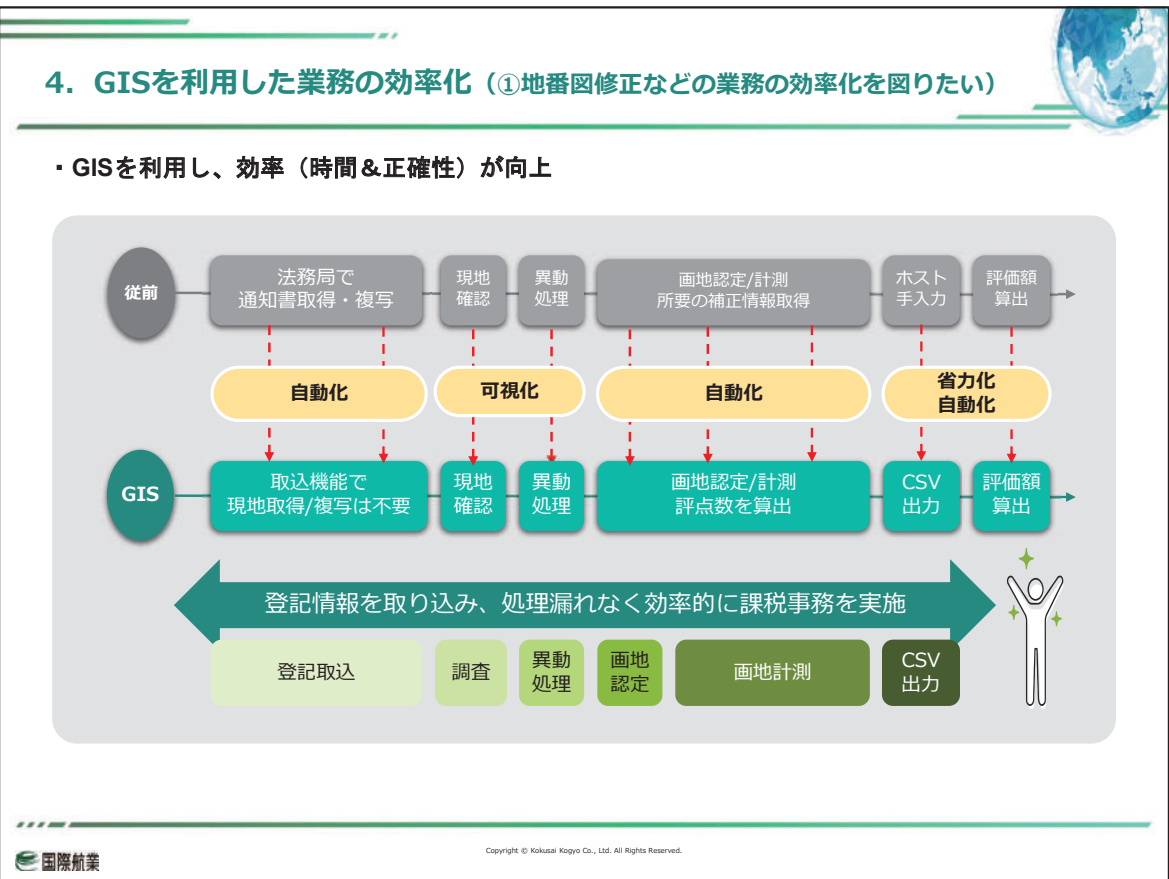 4．GISを利用した業務の効率化（①地番図修正などの業務の効率化を図りたい）
・GISを利用し、効率（時間＆正確性）が向上
従前
法務局で
通知書取得・複写
現地
確認
異動
処理
画地認定/計測
所要の補正情報取得
ホスト
手入力
評価額
算出
自動化
可視化
自動化
省力化
自動化
GIS
取込機能で
現地取得/複写は不要
現地
確認
異動
処理
画地認定/計測
評点数を算出
CSV
出力
評価額
算出
登記情報を取り込み、処理漏れなく効率的に課税事務を実施
登記取込
調査
異動
処理
画地
認定
画地計測
CSV
出力
国際航業
Copyright © Kokusai Kogyo Co., Ltd. All Rights Reserved.